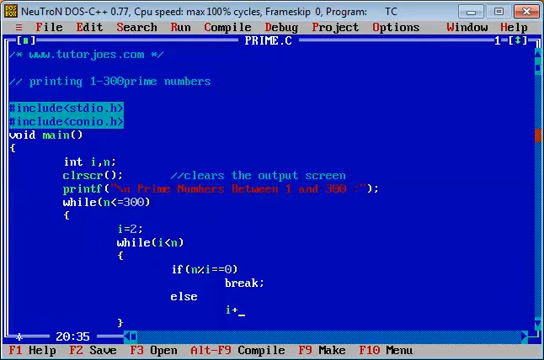 NeuTroN DOS-C++ 0.77, Cpu speed: max 100% cycles, Frameskip 0, Program: TC
≡ File Edit Search Run Compile Debug Project Options Window Help
[■] PRIME.C 1=[↕]
/* www.tutorjoes.com */
// printing 1-300prime numbers
#include<stdio.h>
#include<conio.h>
void main()
{
int i,n;
clrscr(); //clears the output screen
printf("\n Prime Numbers Between 1 and 300 :");
while(n<=300)
{
i=2;
while(i<n)
{
if(n%i==0)
break;
else
i+_
}
* 20:35
F1 Help F2 Save F3 Open Alt-F9 Compile F9 Make F10 Menu